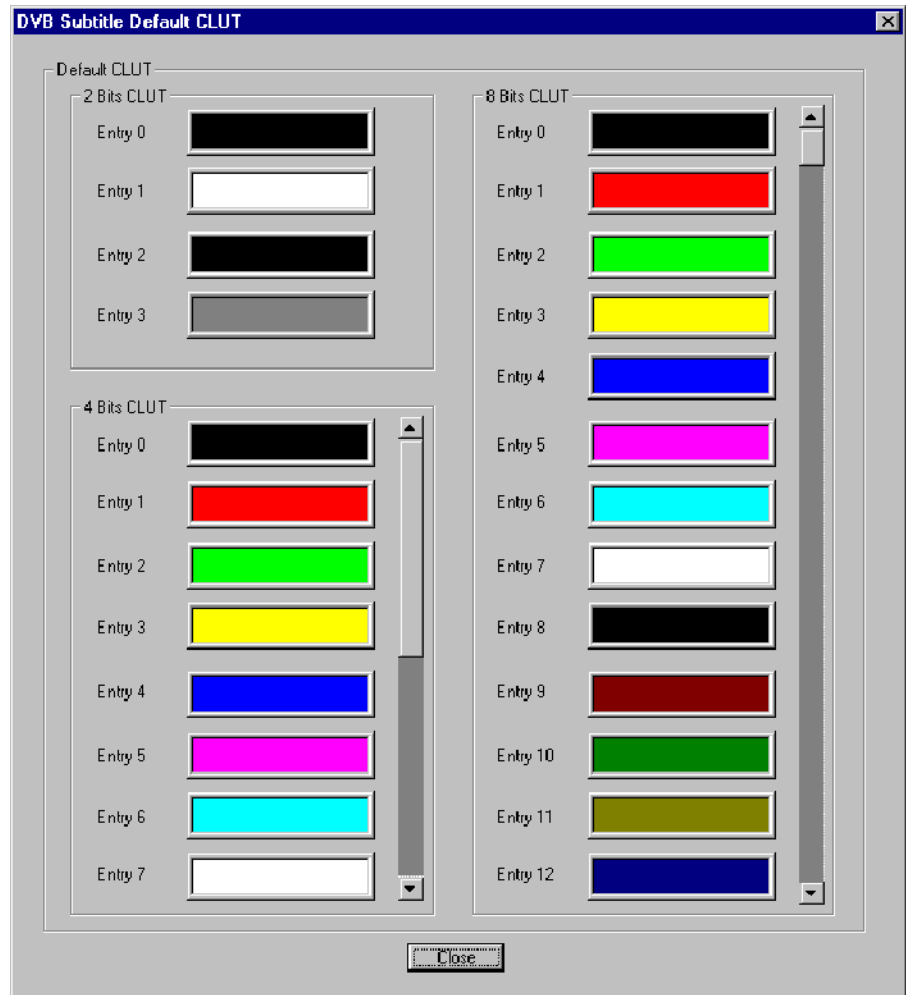 DVB Subtitle Default CLUT
Default CLUT
2 Bits CLUT
Entry 0
Entry 1
Entry 2
Entry 3
4 Bits CLUT
Entry 0
Entry 1
Entry 2
Entry 3
Entry 4
Entry 5
Entry 6
Entry 7
8 Bits CLUT
Entry 0
Entry 1
Entry 2
Entry 3
Entry 4
Entry 5
Entry 6
Entry 7
Entry 8
Entry 9
Entry 10
Entry 11
Entry 12
Close